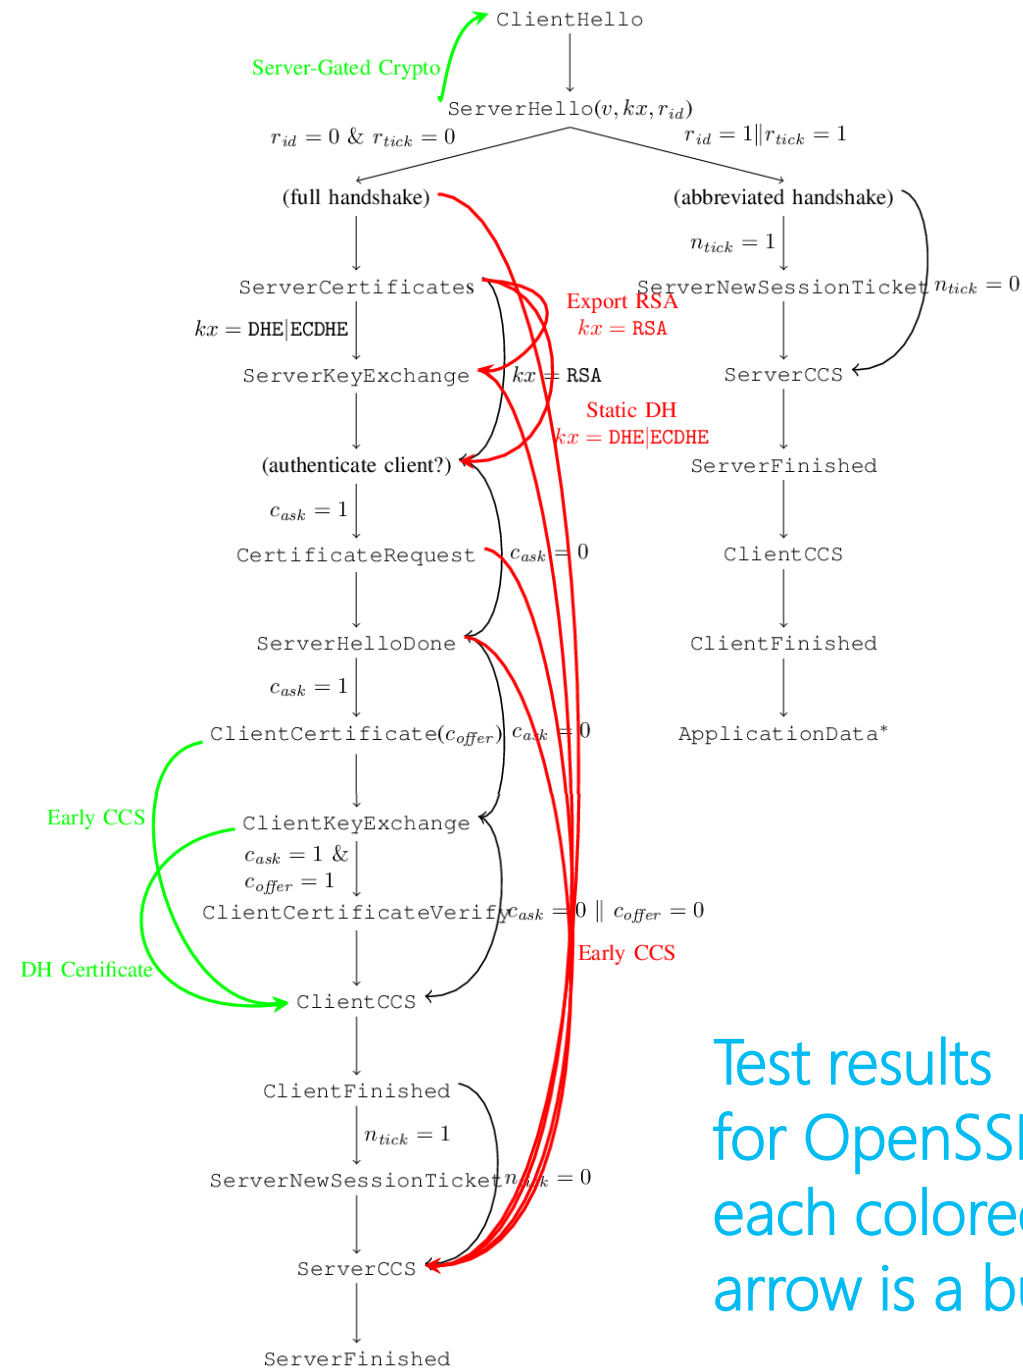 ClientHello
Server-Gated Crypto
ServerHello(v, kx, r_id)
r_id = 0 & r_tick = 0
r_id = 1||r_tick = 1
(full handshake)
(abbreviated handshake)
n_tick = 1
ServerCertificates
ServerNewSessionTicket
n_tick = 0
Export RSA
kx = RSA
kx = DHE|ECDHE
ServerKeyExchange
kx = RSA
ServerCCS
Static DH
kx = DHE|ECDHE
(authenticate client?)
ServerFinished
c_ask = 1
CertificateRequest
c_ask = 0
ClientCCS
ServerHelloDone
ClientFinished
c_ask = 1
ClientCertificate(c_offer)
c_ask = 0
ApplicationData*
Early CCS
ClientKeyExchange
c_ask = 1 &
c_offer = 1
ClientCertificateVerify
c_ask = 0 || c_offer = 0
Early CCS
DH Certificate
ClientCCS
ClientFinished
n_tick = 1
ServerNewSessionTicket
n_tick = 0
ServerCCS
ServerFinished
Test results
for OpenSSL
each colored
arrow is a bu